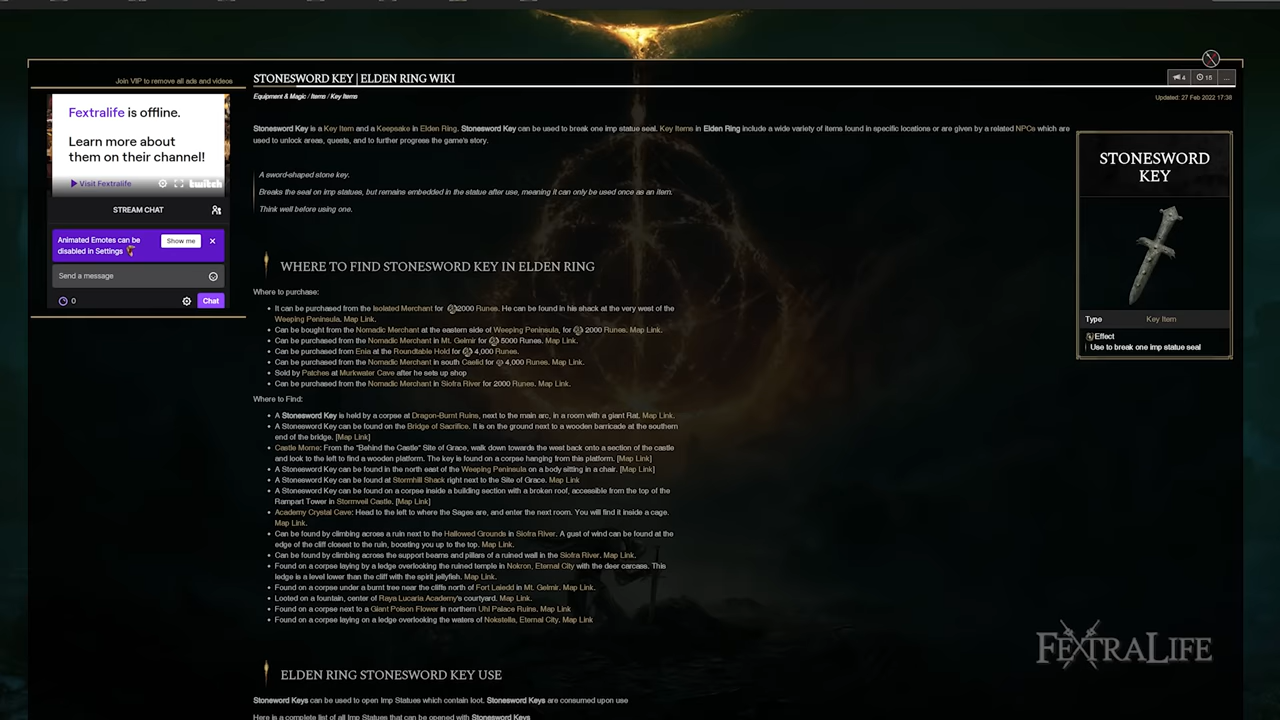 Join VIP to remove all ads and videos
Fextralife is offline.
Learn more about
them on their channel!
Visit Fextralife
twitch
STREAM CHAT
Animated Emotes can be
disabled in Settings
Show me
Send a message
0
Chat
STONESWORD KEY | ELDEN RING WIKI
4
15
...
Equipment & Magic / Items / Key Items
Updated: 27 Feb 2022 17:38
Stonesword Key is a Key Item and a Keepsake in Elden Ring. Stonesword Key can be used to break one imp statue seal. Key Items in Elden Ring include a wide variety of items found in specific locations or are given by a related NPCs which are
used to unlock areas, quests, and to further progress the game's story.
A sword-shaped stone key.
Breaks the seal on imp statues, but remains embedded in the statue after use, meaning it can only be used once as an item.
Think well before using one.
WHERE TO FIND STONESWORD KEY IN ELDEN RING
Where to purchase:
It can be purchased from the Isolated Merchant for 2000 Runes. He can be found in his shack at the very west of the
Weeping Peninsula. Map Link.
Can be bought from the Nomadic Merchant at the eastern side of Weeping Peninsula, for 2000 Runes. Map Link.
Can be purchased from the Nomadic Merchant in Mt. Gelmir for 5000 Runes. Map Link.
Can be purchased from Enia at the Roundtable Hold for 4,000 Runes.
Can be purchased from the Nomadic Merchant in south Caelid for 4,000 Runes. Map Link.
Sold by Patches at Murkwater Cave after he sets up shop
Can be purchased from the Nomadic Merchant in Siofra River for 2000 Runes. Map Link.
Where to Find:
A Stonesword Key is held by a corpse at Dragon-Burnt Ruins, next to the main arc, in a room with a giant Rat. Map Link.
A Stonesword Key can be found on the Bridge of Sacrifice. It is on the ground next to a wooden barricade at the southern
end of the bridge. [Map Link]
Castle Morne: From the "Behind the Castle" Site of Grace, walk down towards the west back onto a section of the castle
and look to the left to find a wooden platform. The key is found on a corpse hanging from this platform. [Map Link]
A Stonesword Key can be found in the north east of the Weeping Peninsula on a body sitting in a chair. [Map Link]
A Stonesword Key can be found at Stormhill Shack right next to the Site of Grace. Map Link
A Stonesword Key can be found on a corpse inside a building section with a broken roof, accessible from the top of the
Rampart Tower in Stormveil Castle. [Map Link]
Academy Crystal Cave: Head to the left to where the Sages are, and enter the next room. You will find it inside a cage.
Map Link.
Can be found by climbing across a ruin next to the Hallowed Grounds in Siofra River. A gust of wind can be found at the
edge of the cliff closest to the ruin, boosting you up to the top. Map Link.
Can be found by climbing across the support beams and pillars of a ruined wall in the Siofra River. Map Link.
Found on a corpse laying by a ledge overlooking the ruined temple in Nokron, Eternal City with the deer carcass. This
ledge is a level lower than the cliff with the spirit jellyfish. Map Link.
Found on a corpse under a burnt tree near the cliffs north of Fort Laiedd in Mt. Gelmir. Map Link.
Looted on a fountain, center of Raya Lucaria Academy's courtyard. Map Link.
Found on a corpse next to a Giant Poison Flower in northern Uhl Palace Ruins. Map Link
Found on a corpse laying on a ledge overlooking the waters of Nokstella, Eternal City. Map Link
ELDEN RING STONESWORD KEY USE
Stoneswod Keys can be used to open Imp Statues which contain loot. Stonesword Keys are consumed upon use
Here is a complete list of all Imp Statues that can be opened with Stonesword Keys
STONESWORD
KEY
Type Key Item
Effect
Use to break one imp statue seal
FEXTRALIFE